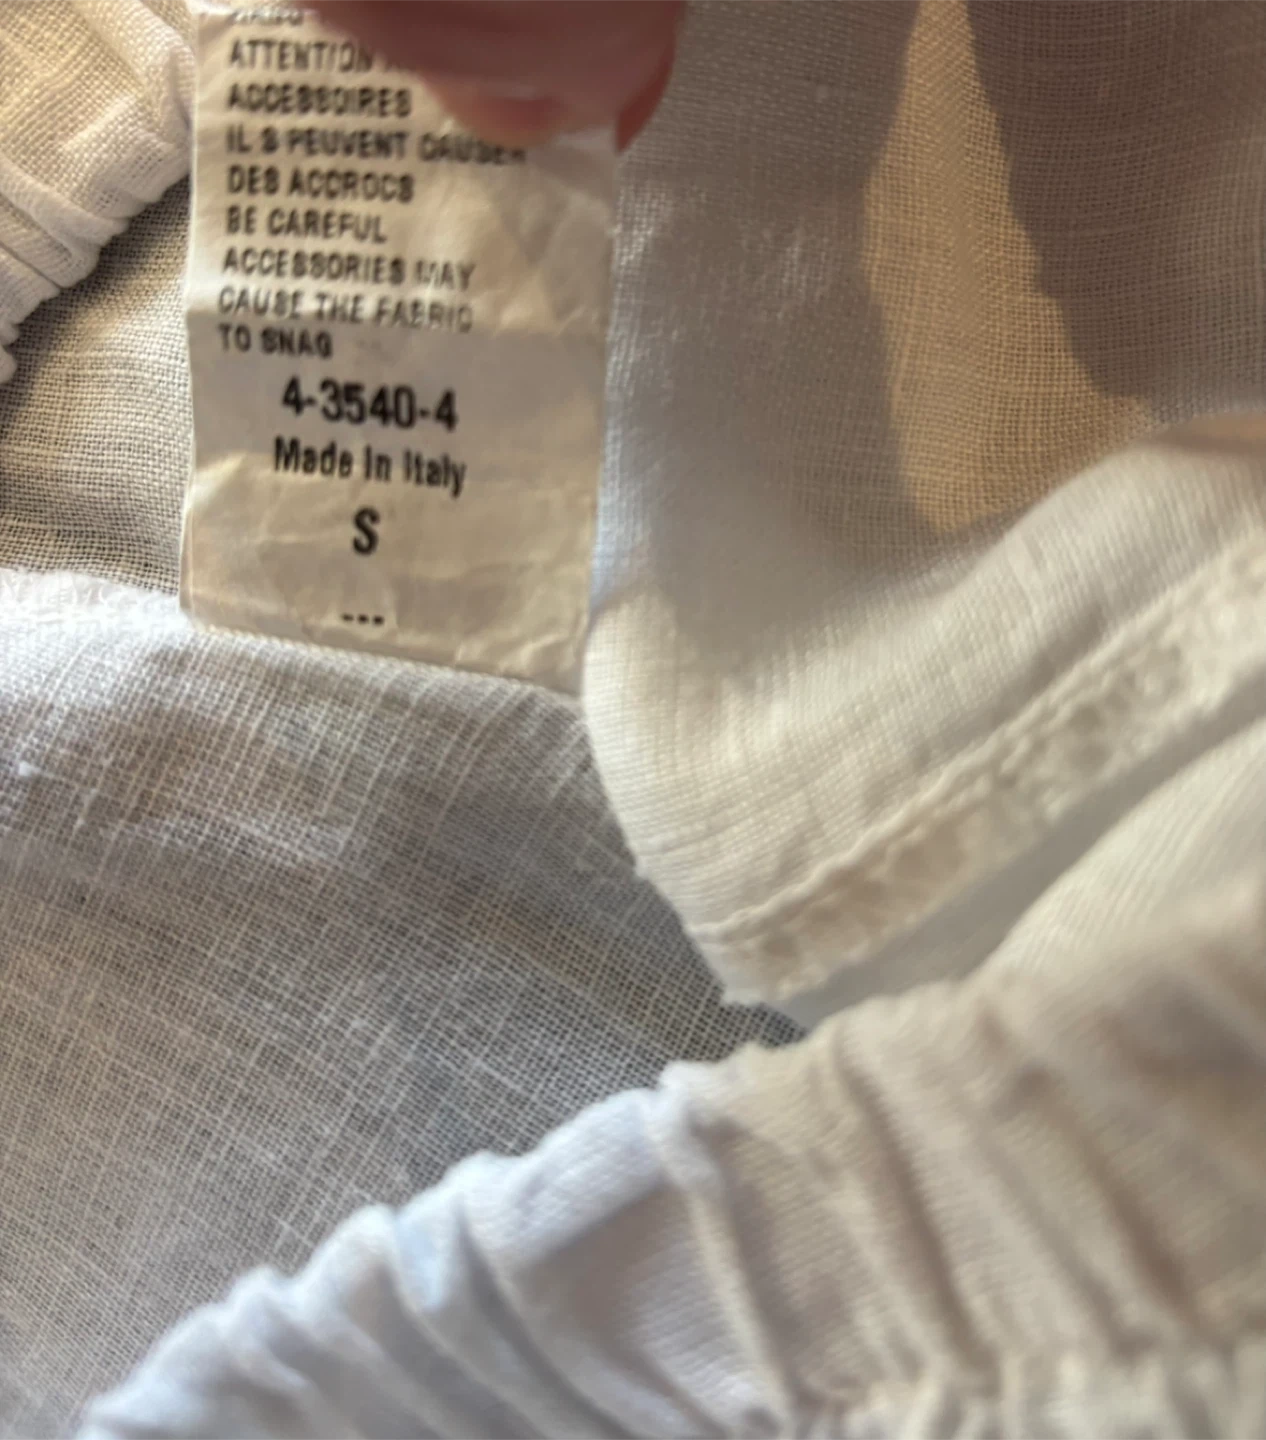 ATTENTION
ACCESSOIRES
IL S PEUVENT CAUSER
DES ACCROCS
BE CAREFUL
ACCESSORIES MAY
CAUSE THE FABRIC
TO SNAG
4-3540-4
Made In Italy
S
---